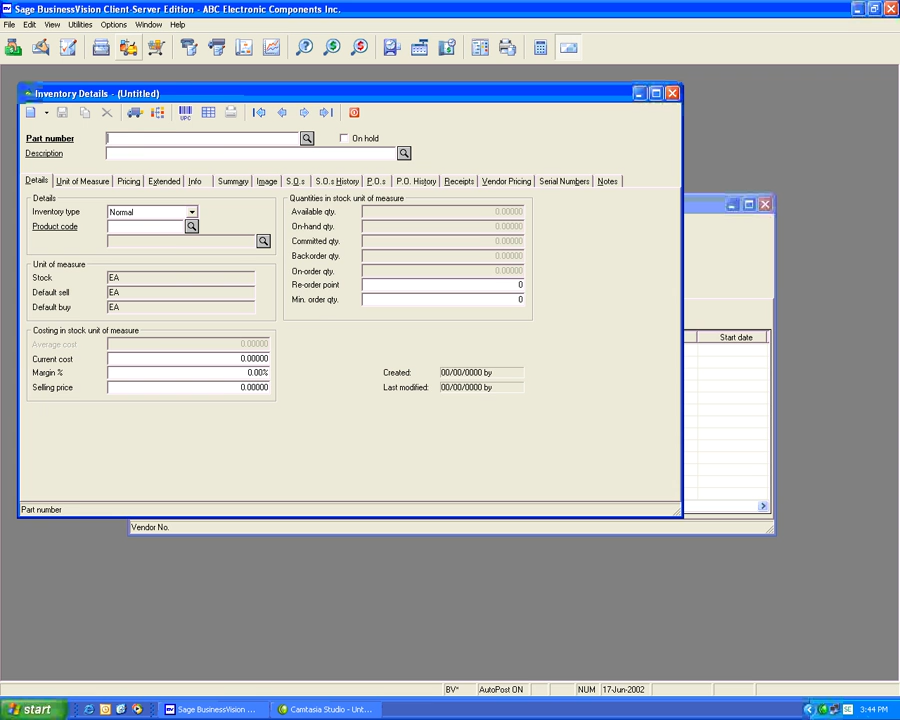 Sage BusinessVision Client-Server Edition - ABC Electronic Components Inc.
File Edit View Utilities Options Window Help
Inventory Details - (Untitled)
UPC
Part number On hold
Description
Details Unit of Measure Pricing Extended Info Summary Image S.O.s S.O.s History P.O.s P.O. History Receipts Vendor Pricing Serial Numbers Notes
Details
Inventory type Normal
Product code
Unit of measure
Stock EA
Default sell EA
Default buy EA
Costing in stock unit of measure
Average cost 0.00000
Current cost 0.00000
Margin % 0.00%
Selling price 0.00000
Quantities in stock unit of measure
Available qty. 0.00000
On-hand qty. 0.00000
Committed qty. 0.00000
Backorder qty. 0.00000
On-order qty. 0.00000
Re-order point 0
Min. order qty. 0
Created: 00/00/0000 by
Last modified: 00/00/0000 by
Start date
Part number
Vendor No.
BV* AutoPost ON NUM 17-Jun-2002
start Sage BusinessVision ... Camtasia Studio - Unt... 3:44 PM